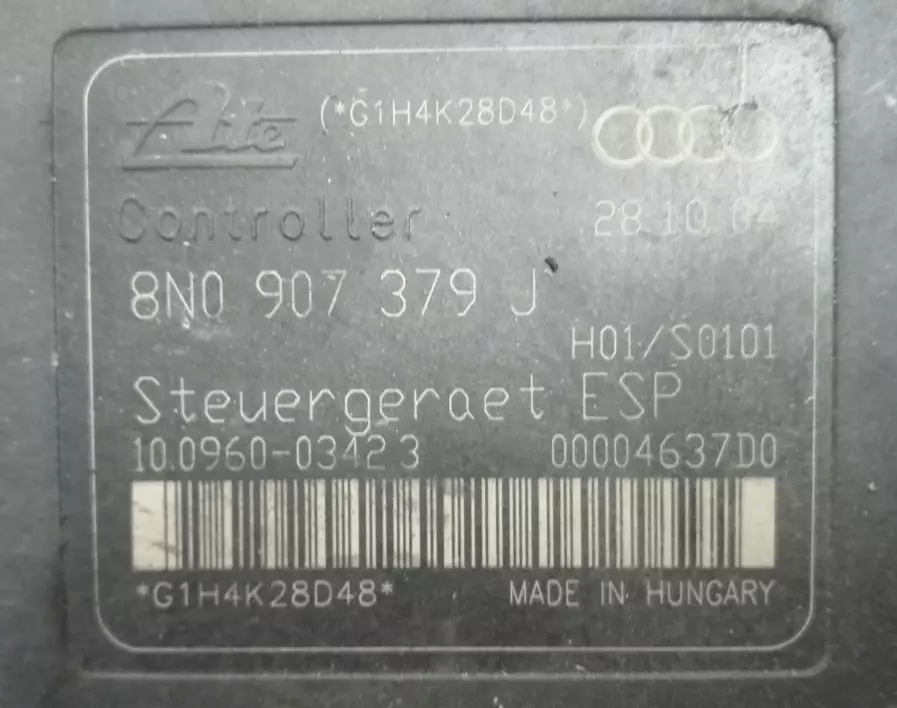 Ate (*G1H4K28D48*)
Controller 28.10.04
8N0 907 379 J
H01/S0101
Steuergeraet ESP
10.0960-0342.3 00004637D0
*G1H4K28D48*
MADE IN HUNGARY